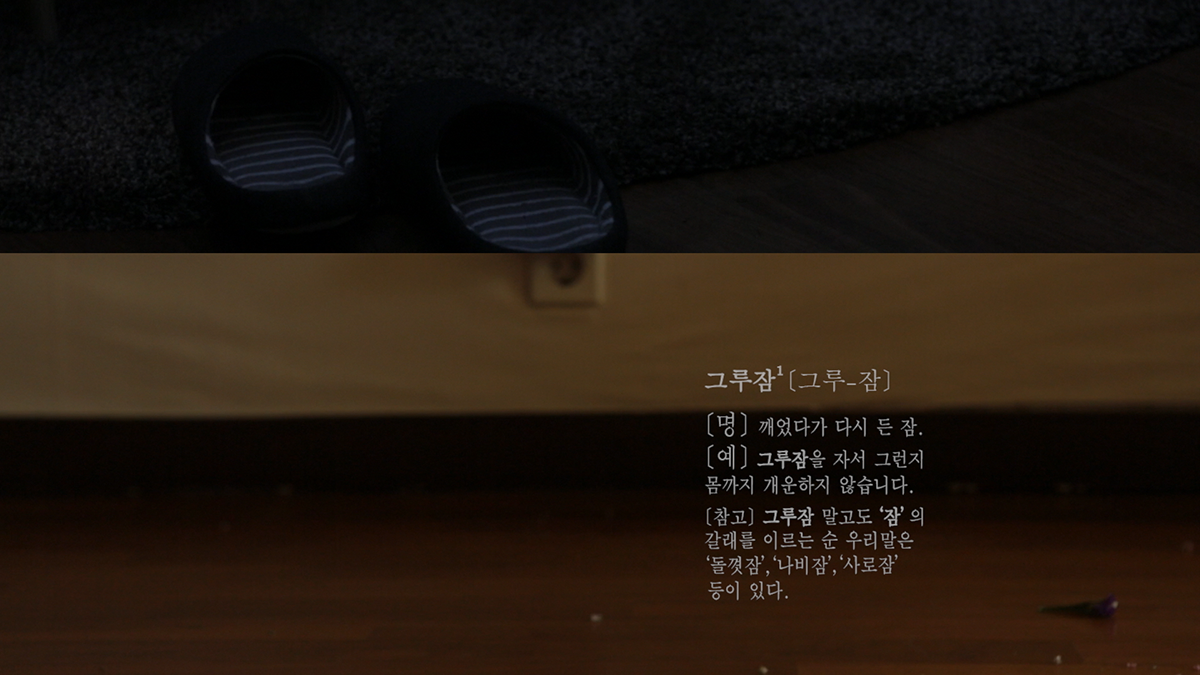 그루잠¹〔그루-잠〕
〔명〕 깨었다가 다시 든 잠.
〔예〕 그루잠을 자서 그런지
몸까지 개운하지 않습니다.
〔참고〕 그루잠 말고도 ‘잠’의
갈래를 이르는 순 우리말은
‘돌꼇잠’, ‘나비잠’, ‘사로잠’
등이 있다.